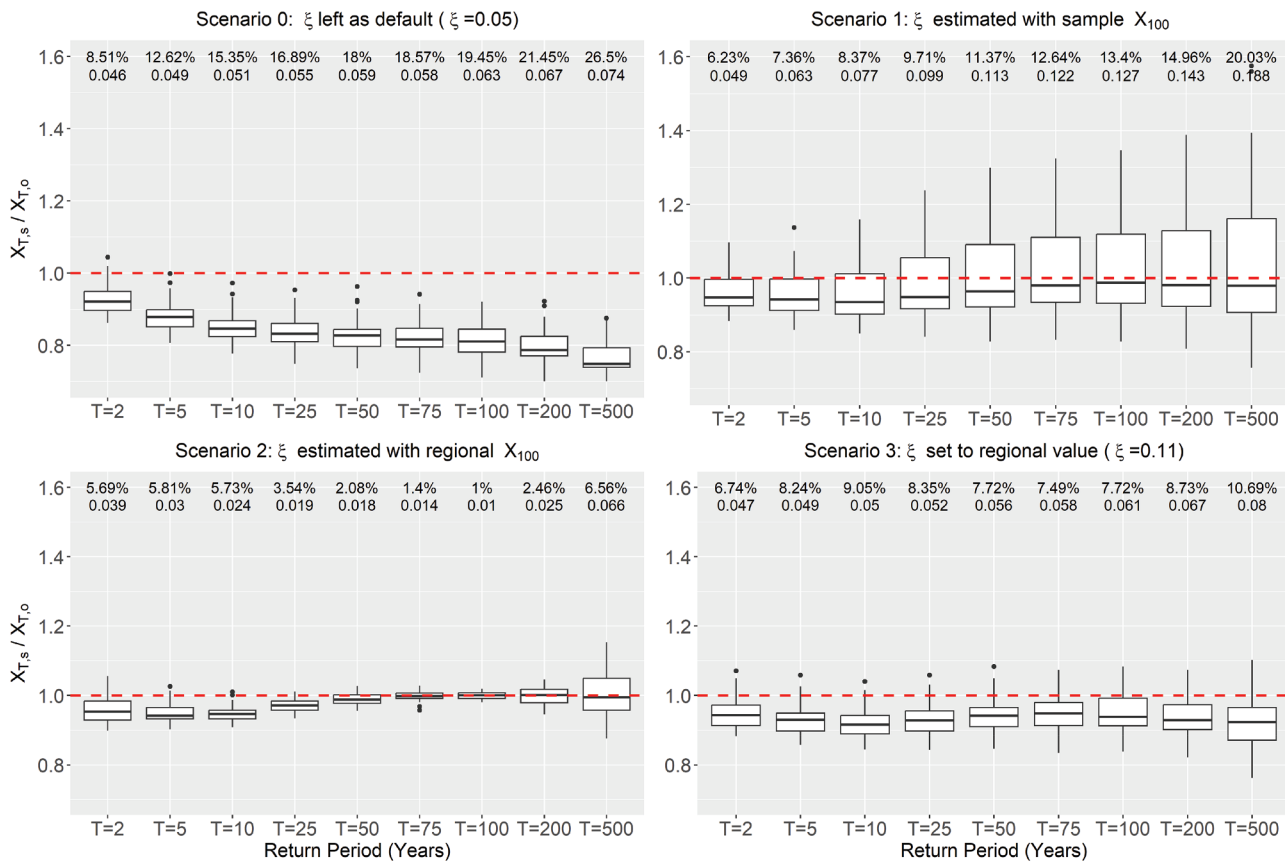 Scenario 0: ξ left as default ( ξ =0.05)
8.51% 12.62% 15.35% 16.89% 18% 18.57% 19.45% 21.45% 26.5%
0.046 0.049 0.051 0.055 0.059 0.058 0.063 0.067 0.074
1.6
1.4
1.2
1.0
0.8
X_T,s / X_T,o
T=2 T=5 T=10 T=25 T=50 T=75 T=100 T=200 T=500
Scenario 1: ξ estimated with sample X_100
6.23% 7.36% 8.37% 9.71% 11.37% 12.64% 13.4% 14.96% 20.03%
0.049 0.063 0.077 0.099 0.113 0.122 0.127 0.143 0.188
1.6
1.4
1.2
1.0
0.8
T=2 T=5 T=10 T=25 T=50 T=75 T=100 T=200 T=500
Scenario 2: ξ estimated with regional X_100
5.69% 5.81% 5.73% 3.54% 2.08% 1.4% 1% 2.46% 6.56%
0.039 0.03 0.024 0.019 0.018 0.014 0.01 0.025 0.066
1.6
1.4
1.2
1.0
0.8
X_T,s / X_T,o
T=2 T=5 T=10 T=25 T=50 T=75 T=100 T=200 T=500
Return Period (Years)
Scenario 3: ξ set to regional value ( ξ =0.11)
6.74% 8.24% 9.05% 8.35% 7.72% 7.49% 7.72% 8.73% 10.69%
0.047 0.049 0.05 0.052 0.056 0.058 0.061 0.067 0.08
1.6
1.4
1.2
1.0
0.8
T=2 T=5 T=10 T=25 T=50 T=75 T=100 T=200 T=500
Return Period (Years)